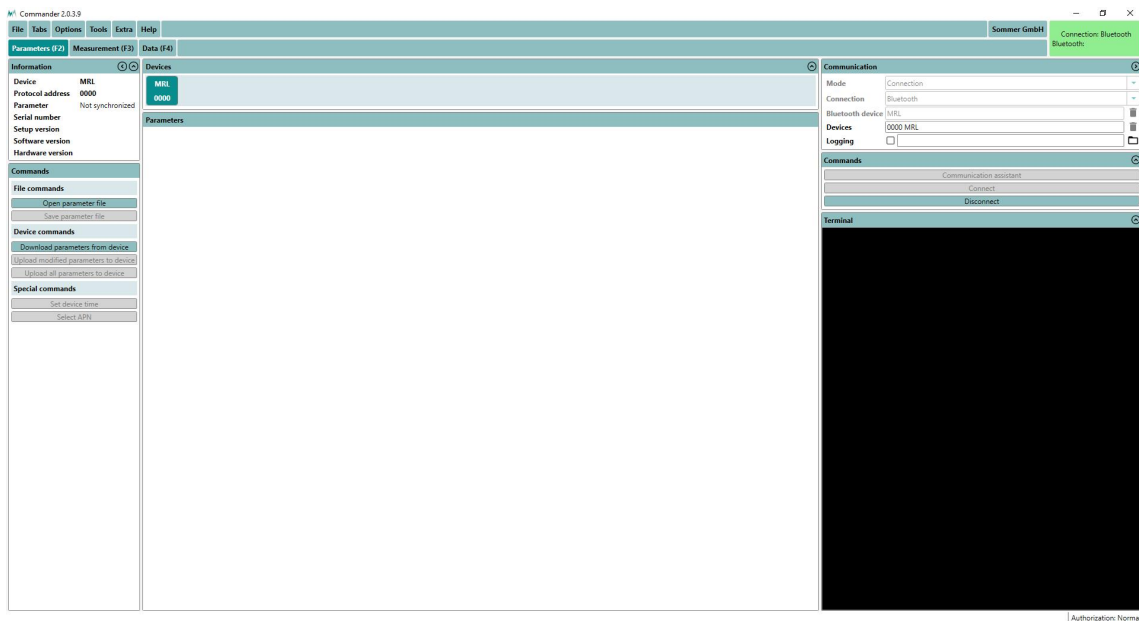 Commander 2.0.3.9
File Tabs Options Tools Extra Help
Sommer GmbH
Connection: Bluetooth
Bluetooth:
Parameters (F2) Measurement (F3) Data (F4)
Information
Device MRL
Protocol address 0000
Parameter Not synchronized
Serial number
Setup version
Software version
Hardware version
Commands
File commands
Open parameter file
Save parameter file
Device commands
Download parameters from device
Upload modified parameters to device
Upload all parameters to device
Special commands
Set device time
Select APN
Devices
MRL
0000
Parameters
Communication
Mode Connection
Connection Bluetooth
Bluetooth device MRL
Devices 0000 MRL
Logging
Commands
Communication assistant
Connect
Disconnect
Terminal
Authorization: Norma